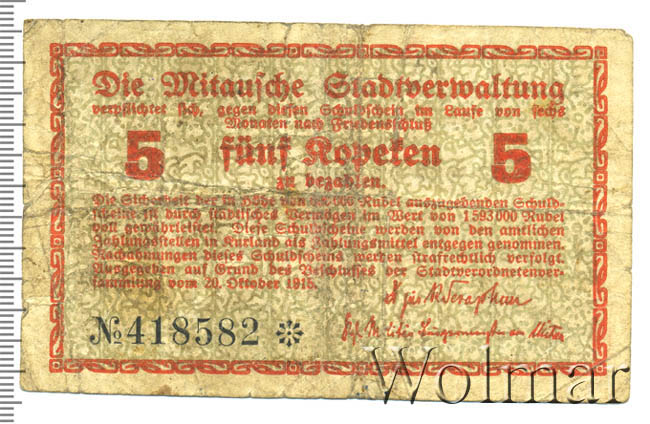 Die Mitausche Stadtverwaltung
verpflichtet sich, gegen diesen Schuldschein im Laufe von sechs
Monaten nach Friedensschluß
5 fünf Kopeken 5
zu bezahlen.
Die Sicherheit der in Höhe von 000 Rubel auszugebenden Schuld-
scheine ist durch städtisches Vermögen im Wert von 1593000 Rubel
voll gewährleistet. Diese Schuldscheine werden von den amtlichen
Zahlungsstellen in Kurland als Zahlungsmittel entgegen genommen.
Nachahmungen dieses Schuldscheins werden strafrechtlich verfolgt.
Ausgegeben auf Grund des Beschlusses der Stadtverordnetenver-
sammlung vom 20. Oktober 1915.
№418582 ❊
Wolmar